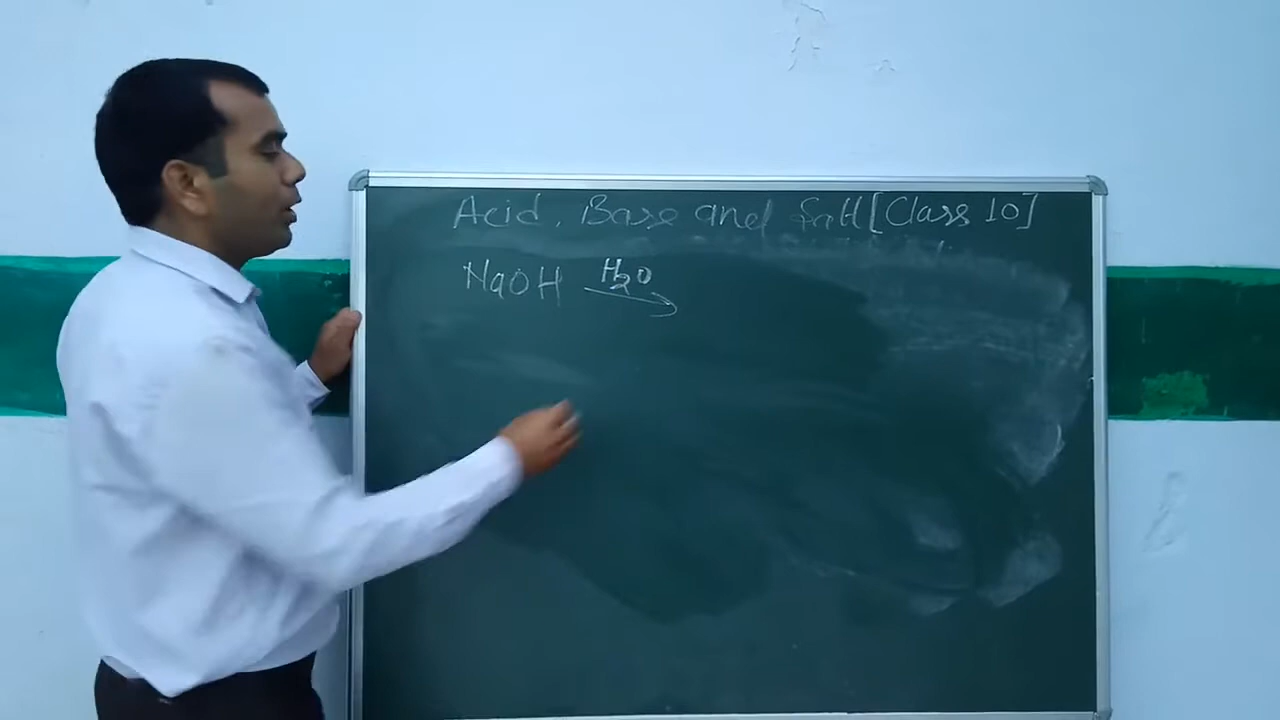 Acid, Base and Salt [Class 10]
NaOH H₂O →